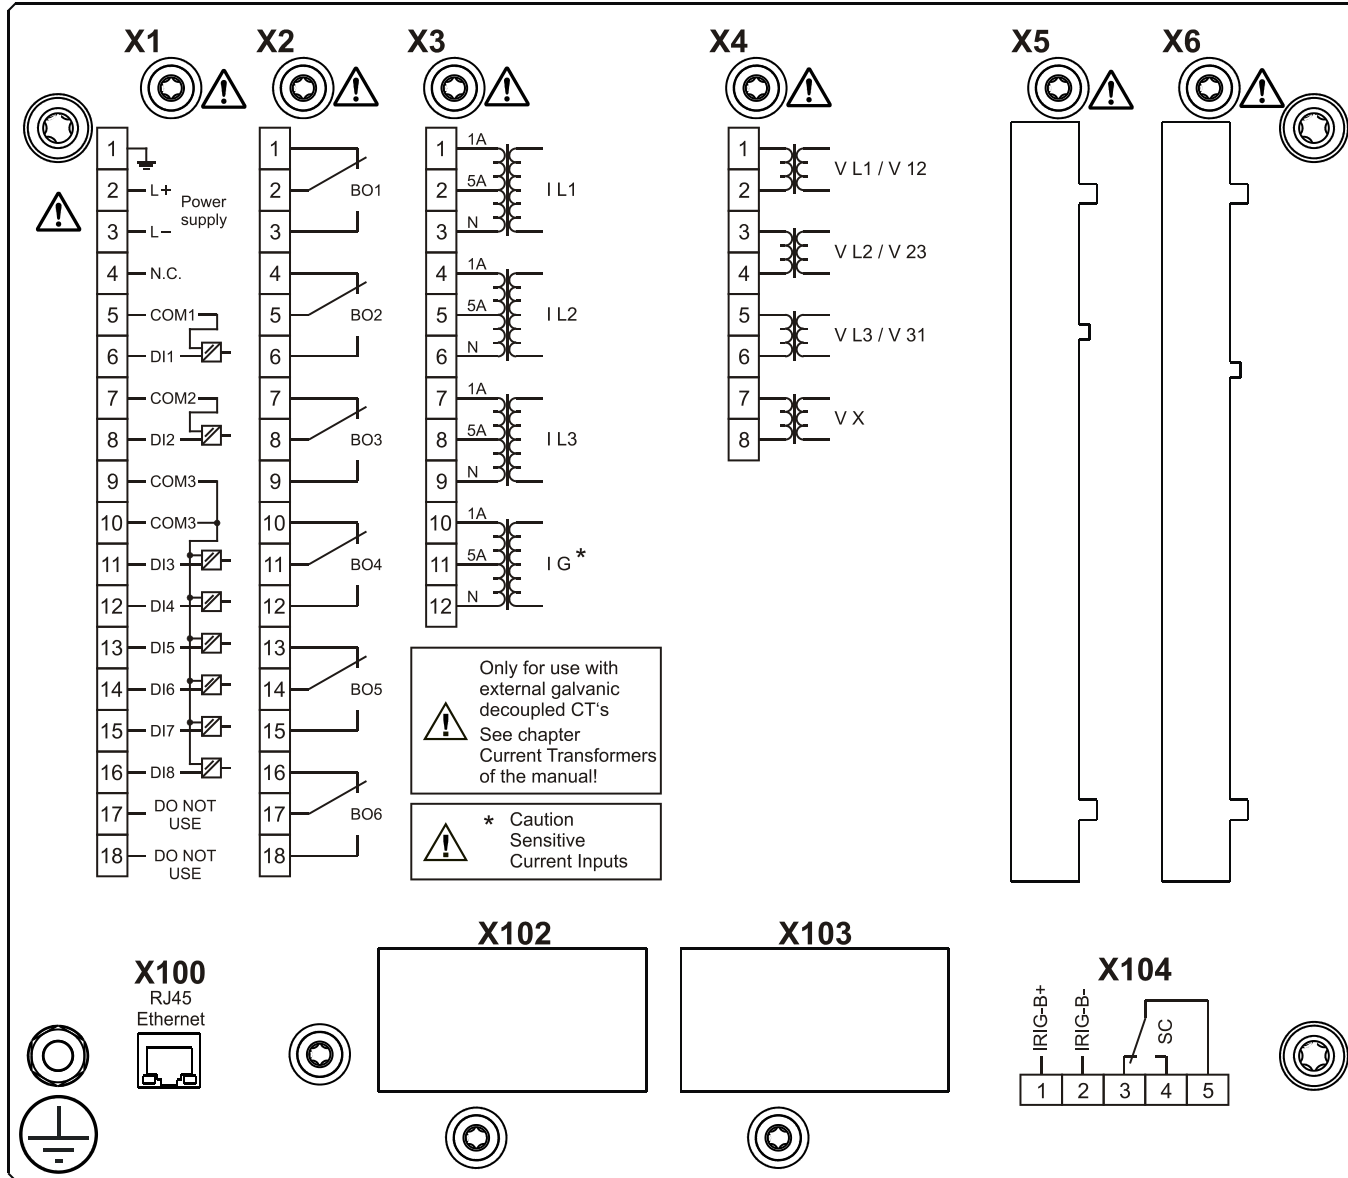 X1
X2
X3
X4
X5
X6
1
2 L+
3 L–
Power
supply
4 N.C.
5 COM1
6 DI1
7 COM2
8 DI2
9 COM3
10 COM3
11 DI3
12 DI4
13 DI5
14 DI6
15 DI7
16 DI8
17 DO NOT
USE
18 DO NOT
USE
1
2 BO1
3
4
5 BO2
6
7
8 BO3
9
10
11 BO4
12
13
14 BO5
15
16
17 BO6
18
1 1A
2 5A I L1
3 N
4 1A
5 5A I L2
6 N
7 1A
8 5A I L3
9 N
10 1A
11 5A I G *
12 N
Only for use with
external galvanic
decoupled CT‘s
See chapter
Current Transformers
of the manual!
* Caution
Sensitive
Current Inputs
1
V L1 / V 12
2
3
V L2 / V 23
4
5
V L3 / V 31
6
7
V X
8
X100
RJ45
Ethernet
X102
X103
X104
IRIG-B+
IRIG-B-
SC
1 2 3 4 5